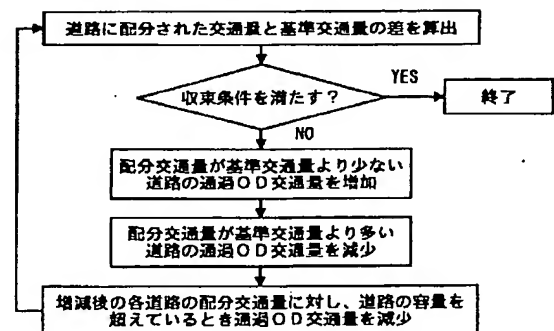 道路に配分された交通量と基準交通量の差を算出
収束条件を満たす？
YES
終了
NO
配分交通量が基準交通量より少ない
道路の通過OD交通量を増加
配分交通量が基準交通量より多い
道路の通過OD交通量を減少
増減後の各道路の配分交通量に対し、道路の容量を
超えているとき通過OD交通量を減少